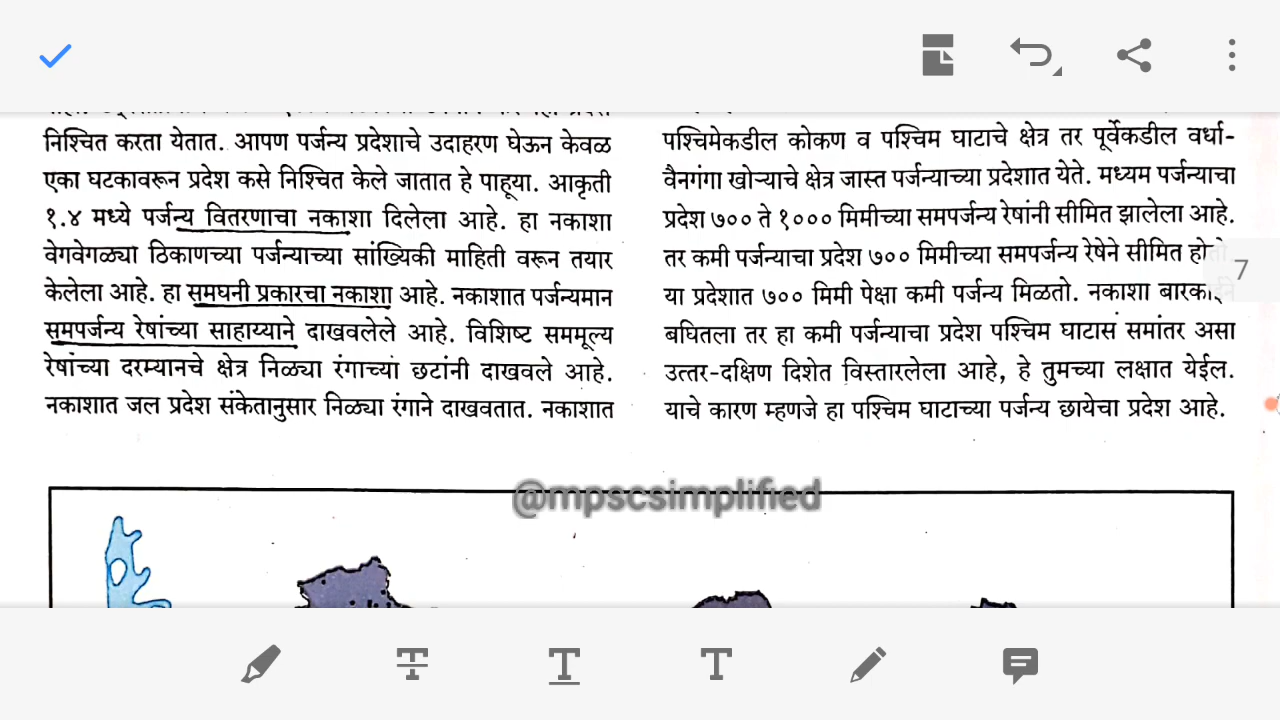 निश्चित करता येतात. आपण पर्जन्य प्रदेशाचे उदाहरण घेऊन केवळ
एका घटकावरून प्रदेश कसे निश्चित केले जातात हे पाहूया. आकृती
१.४ मध्ये पर्जन्य वितरणाचा नकाशा दिलेला आहे. हा नकाशा
वेगवेगळ्या ठिकाणच्या पर्जन्याच्या सांख्यिकी माहिती वरून तयार
केलेला आहे. हा समघनी प्रकारचा नकाशा आहे. नकाशात पर्जन्यमान
समपर्जन्य रेषांच्या साहाय्याने दाखवलेले आहे. विशिष्ट सममूल्य
रेषांच्या दरम्यानचे क्षेत्र निळ्या रंगाच्या छटांनी दाखवले आहे.
नकाशात जल प्रदेश संकेतानुसार निळ्या रंगाने दाखवतात. नकाशात
पश्चिमेकडील कोकण व पश्चिम घाटाचे क्षेत्र तर पूर्वेकडील वर्धा-
वैनगंगा खोऱ्याचे क्षेत्र जास्त पर्जन्याच्या प्रदेशात येते. मध्यम पर्जन्याचा
प्रदेश ७०० ते १००० मिमीच्या समपर्जन्य रेषांनी सीमित झालेला आहे.
तर कमी पर्जन्याचा प्रदेश ७०० मिमीच्या समपर्जन्य रेषेने सीमित होतो.
या प्रदेशात ७०० मिमी पेक्षा कमी पर्जन्य मिळतो. नकाशा बारकाईने
बघितला तर हा कमी पर्जन्याचा प्रदेश पश्चिम घाटास समांतर असा
उत्तर-दक्षिण दिशेत विस्तारलेला आहे, हे तुमच्या लक्षात येईल.
याचे कारण म्हणजे हा पश्चिम घाटाच्या पर्जन्य छायेचा प्रदेश आहे.
7
@mpscsimplified